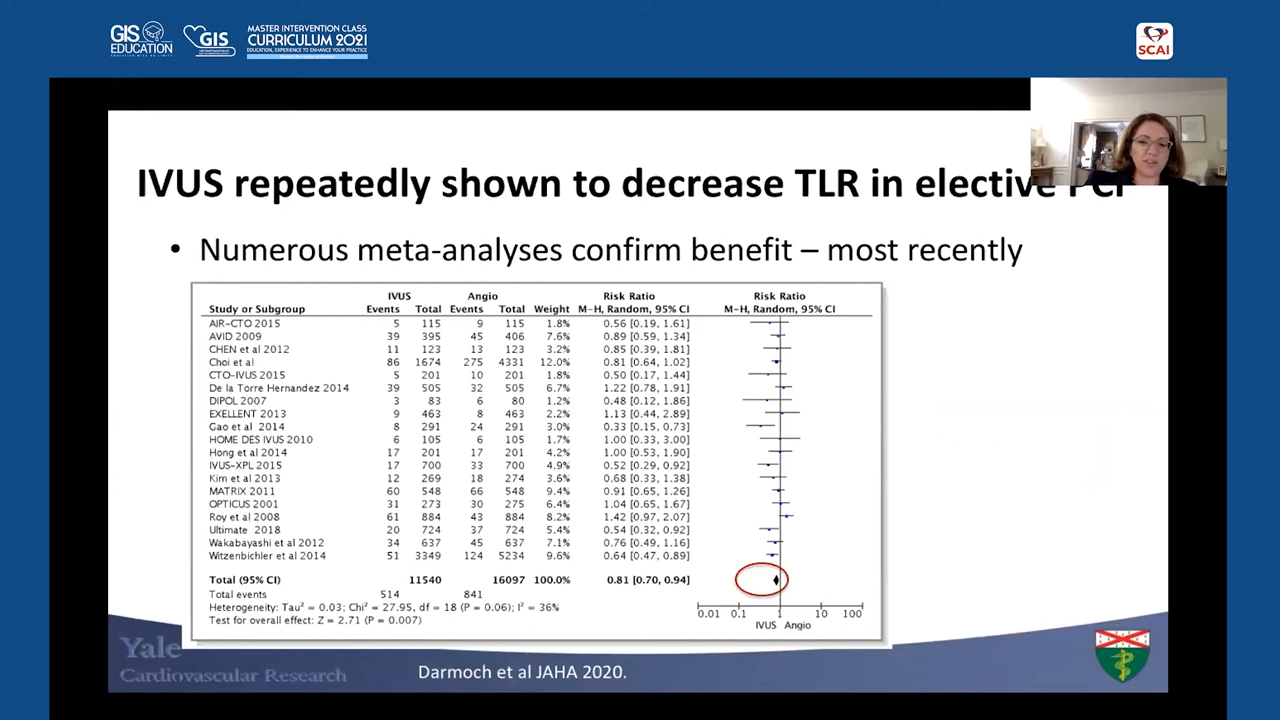 GIS
EDUCATION
EDUCATION WITH NO LIMITS
GIS
MASTER INTERVENTION CLASS
CURRICULUM 2021
EDUCATION, EXPERIENCE TO ENHANCE YOUR PRACTICE
SCAI
IVUS repeatedly shown to decrease TLR in elective PCI
• Numerous meta-analyses confirm benefit – most recently
IVUS Angio Risk Ratio Risk Ratio
Study or Subgroup Events Total Events Total Weight M-H, Random, 95% CI M-H, Random, 95% CI
AIR-CTO 2015 5 115 9 115 1.8% 0.56 [0.19, 1.61]
AVID 2009 39 395 45 406 7.6% 0.89 [0.59, 1.34]
CHEN et al 2012 11 123 13 123 3.2% 0.85 [0.39, 1.81]
Choi et al 86 1674 275 4331 12.0% 0.81 [0.64, 1.02]
CTO-IVUS 2015 5 201 10 201 1.8% 0.50 [0.17, 1.44]
De la Torre Hernandez 2014 39 505 32 505 6.7% 1.22 [0.78, 1.91]
DIPOL 2007 3 83 6 80 1.2% 0.48 [0.12, 1.86]
EXELLENT 2013 9 463 8 463 2.2% 1.13 [0.44, 2.89]
Gao et al 2014 8 291 24 291 3.0% 0.33 [0.15, 0.73]
HOME DES IVUS 2010 6 105 6 105 1.7% 1.00 [0.33, 3.00]
Hong et al 2014 17 201 17 201 4.2% 1.00 [0.53, 1.90]
IVUS-XPL 2015 17 700 33 700 4.9% 0.52 [0.29, 0.92]
Kim et al 2013 12 269 18 274 3.6% 0.68 [0.33, 1.38]
MATRIX 2011 60 548 66 548 9.4% 0.91 [0.65, 1.26]
OPTICUS 2001 31 273 30 275 6.4% 1.04 [0.65, 1.67]
Roy et al 2008 61 884 43 884 8.2% 1.42 [0.97, 2.07]
Ultimate 2018 20 724 37 724 5.4% 0.54 [0.32, 0.92]
Wakabayashi et al 2012 34 637 45 637 7.1% 0.76 [0.49, 1.16]
Witzenbichler et al 2014 51 3349 124 5234 9.6% 0.64 [0.47, 0.89]
Total (95% CI) 11540 16097 100.0% 0.81 [0.70, 0.94]
Total events 514 841
Heterogeneity: Tau² = 0.03; Chi² = 27.95, df = 18 (P = 0.06); I² = 36%
Test for overall effect: Z = 2.71 (P = 0.007)
0.01 0.1 1 10 100
IVUS Angio
Yale
Cardiovascular Research
Darmoch et al JAHA 2020.